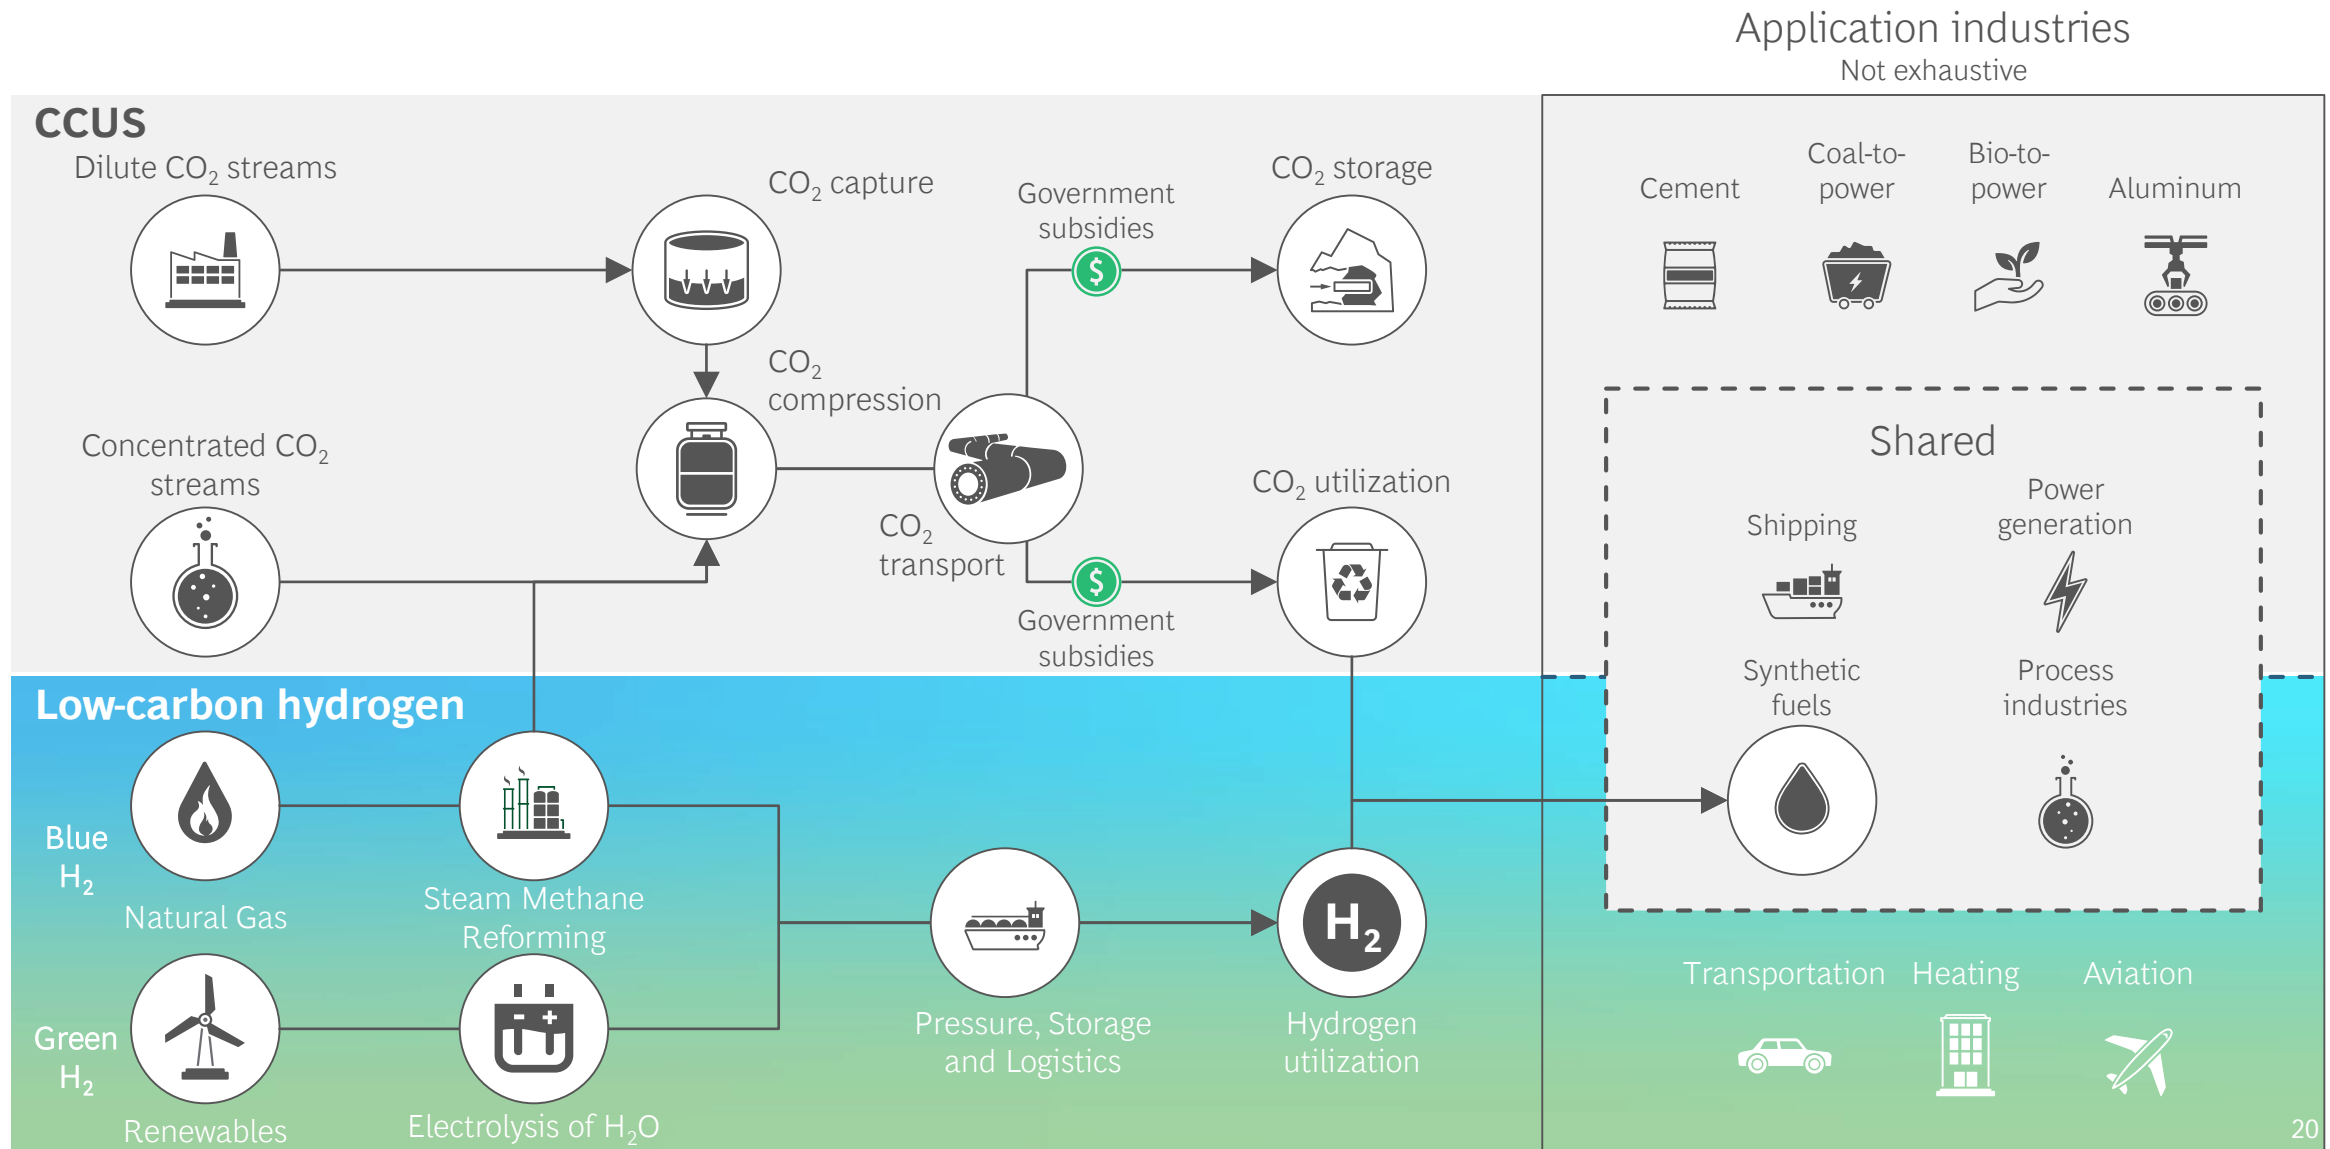 Application industries
Not exhaustive
CCUS
Dilute CO₂ streams
CO₂ capture
Government
subsidies
$
CO₂ storage
CO₂
compression
Concentrated CO₂
streams
CO₂
transport
$
Government
subsidies
CO₂ utilization
Cement
Coal-to-
power
Bio-to-
power
Aluminum
Shared
Shipping
Power
generation
Synthetic
fuels
Process
industries
Low-carbon hydrogen
Blue
H₂
Natural Gas
Steam Methane
Reforming
Green
H₂
Renewables
Electrolysis of H₂O
Pressure, Storage
and Logistics
H₂
Hydrogen
utilization
Transportation
Heating
Aviation
20